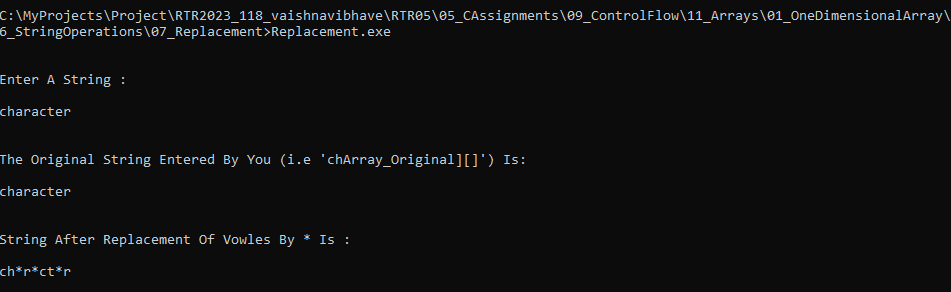 C:\MyProjects\Project\RTR2023_118_vaishnavibhave\RTR05\05_CAssignments\09_ControlFlow\11_Arrays\01_OneDimensionalArray\
6_StringOperations\07_Replacement>Replacement.exe
Enter A String :
character
The Original String Entered By You (i.e 'chArray_Original][]') Is:
character
String After Replacement Of Vowles By * Is :
ch*r*ct*r